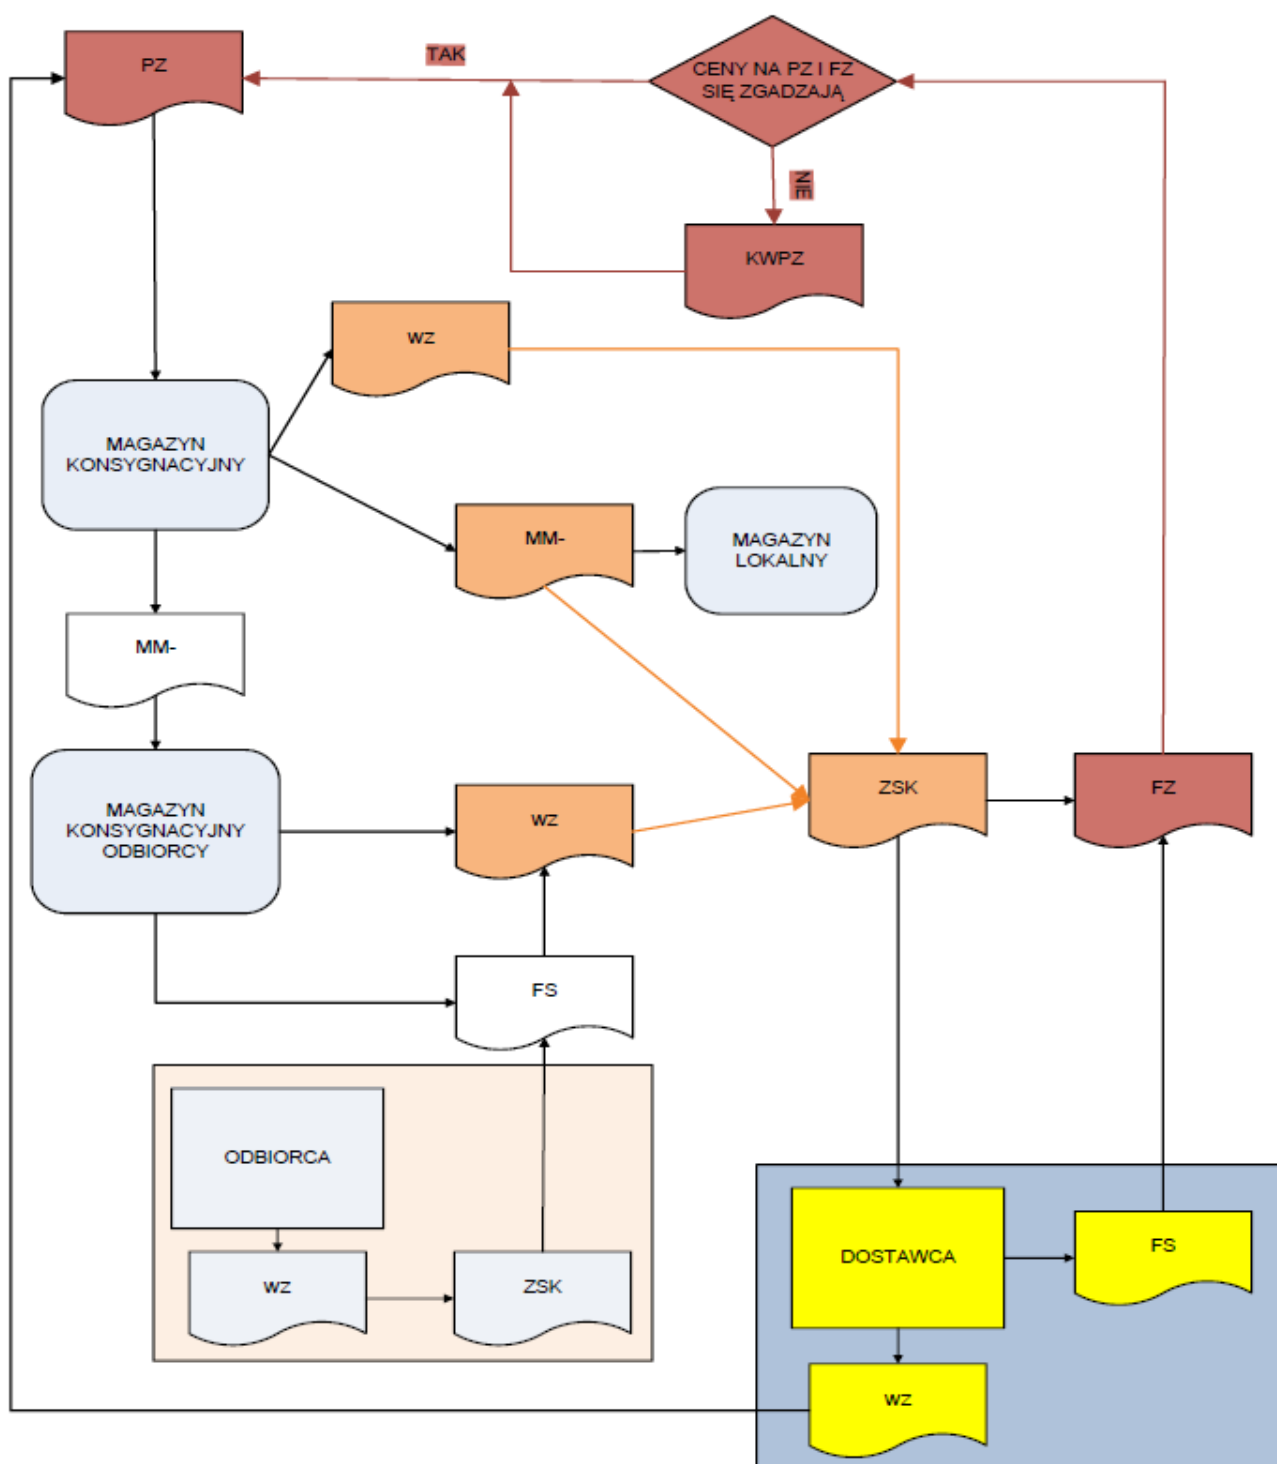 PZ
TAK
CENY NA PZ I FZ
SIĘ ZGADZAJĄ
NIE
KWPZ
WZ
MAGAZYN
KONSYGNACYJNY
MM-
MAGAZYN
LOKALNY
MM-
MAGAZYN
KONSYGNACYJNY
ODBIORCY
WZ
ZSK
FZ
FS
ODBIORCA
WZ
ZSK
DOSTAWCA
FS
WZ